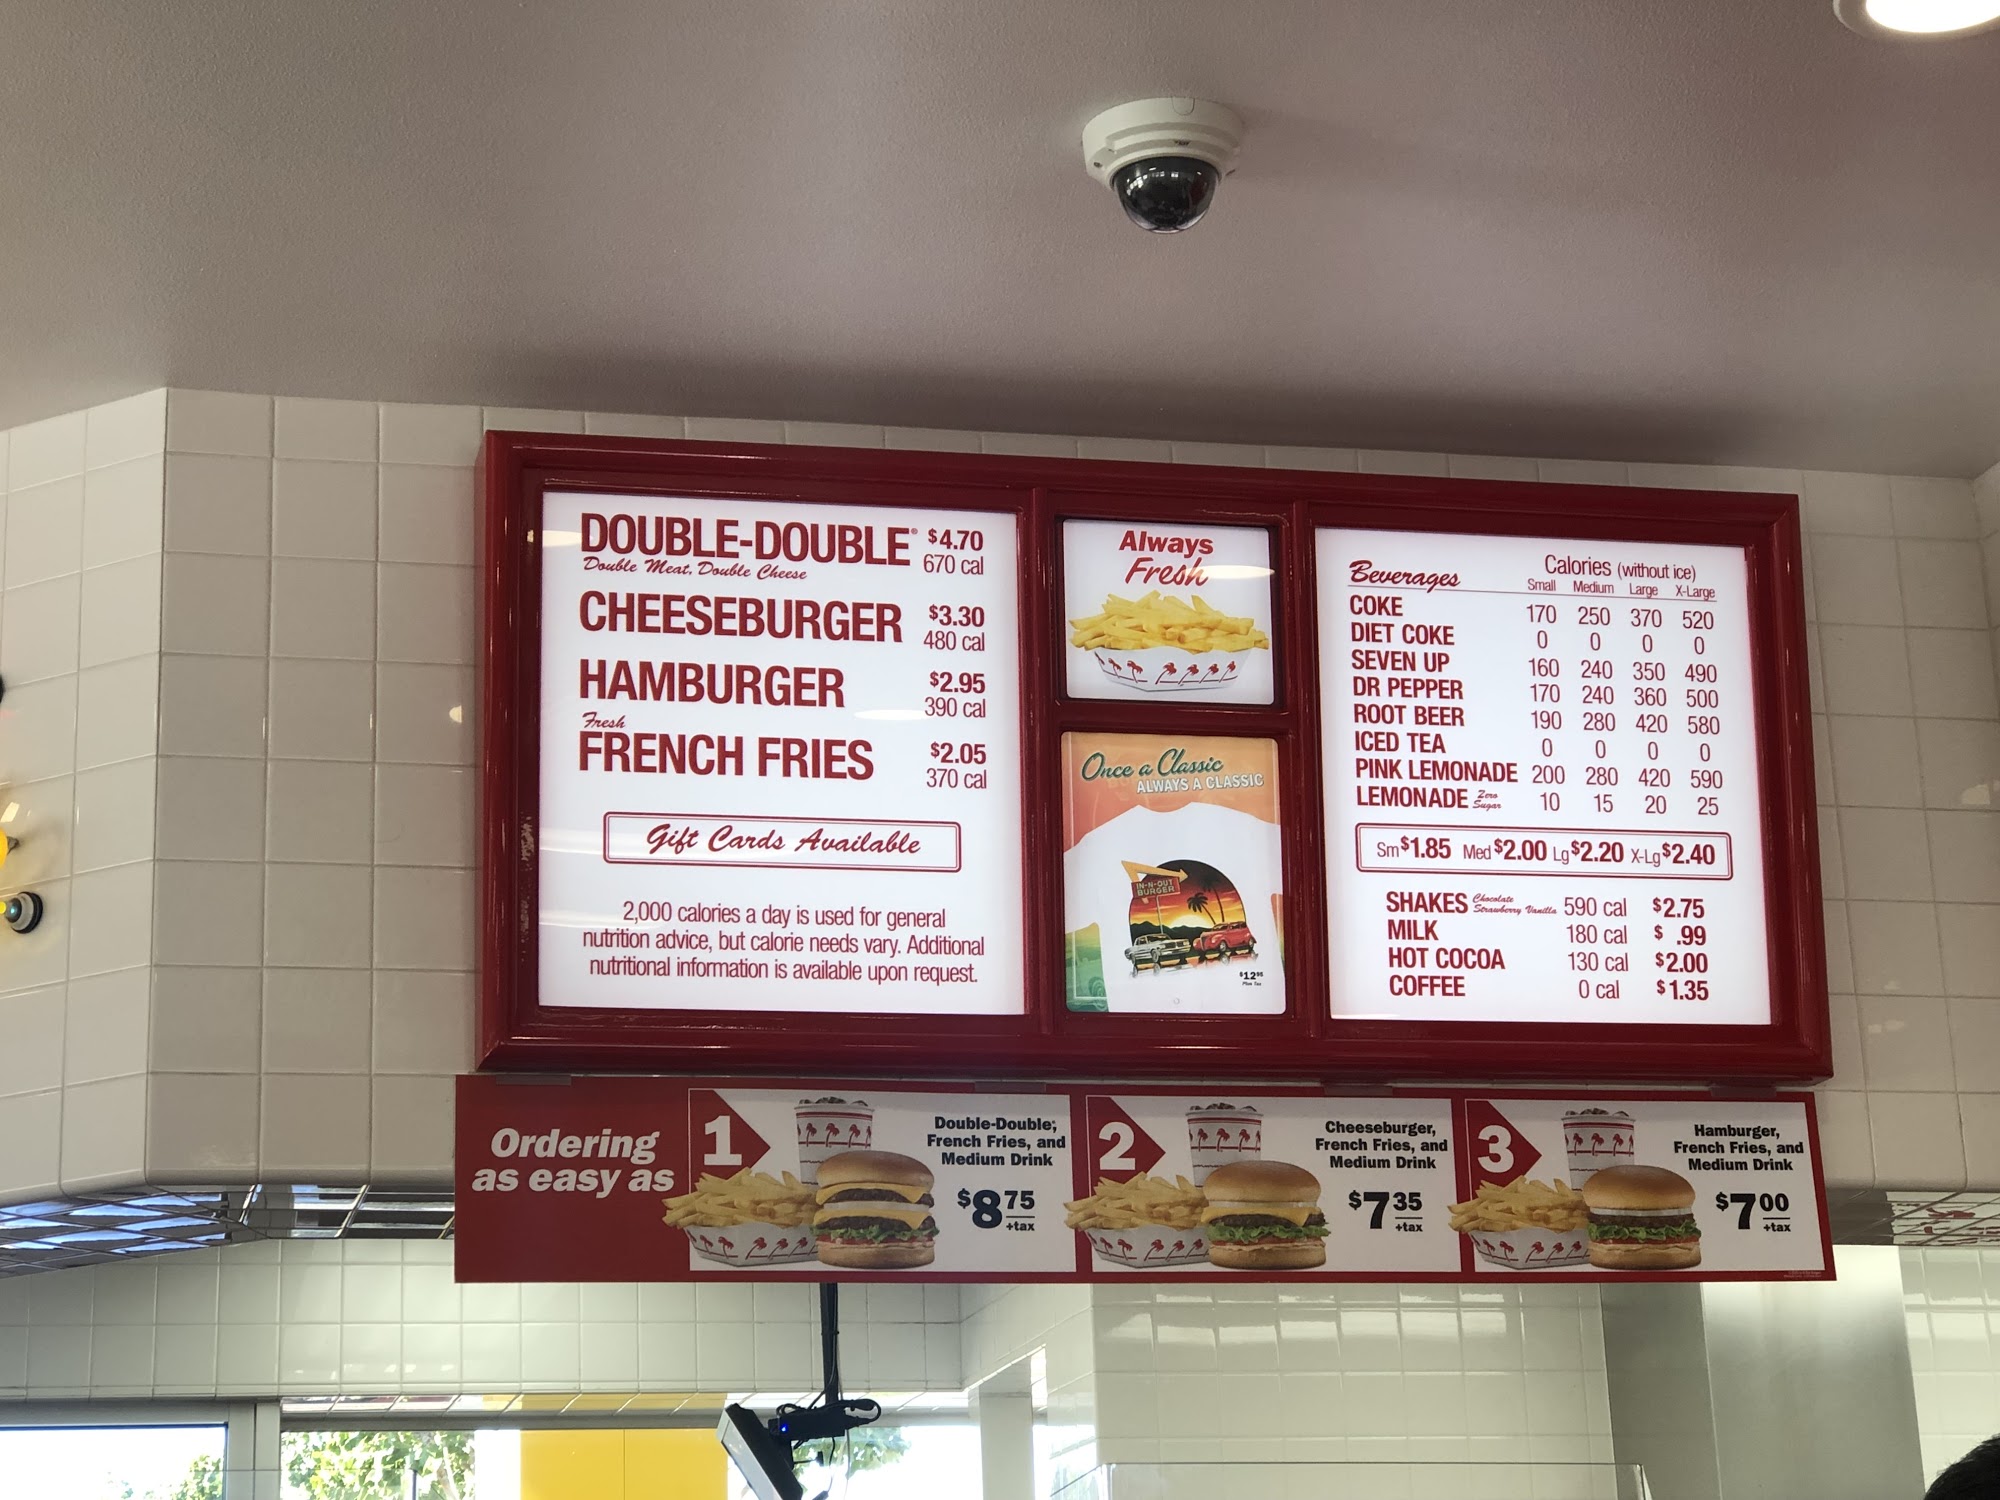 DOUBLE-DOUBLE® $4.70
Double Meat, Double Cheese 670 cal
CHEESEBURGER $3.30
480 cal
HAMBURGER $2.95
390 cal
Fresh
FRENCH FRIES $2.05
370 cal
Gift Cards Available
2,000 calories a day is used for general
nutrition advice, but calorie needs vary. Additional
nutritional information is available upon request.
Always
Fresh
Once a Classic
ALWAYS A CLASSIC
IN-N-OUT
BURGER
$12.95
Plus Tax
Beverages Calories (without ice)
Small Medium Large X-Large
COKE 170 250 370 520
DIET COKE 0 0 0 0
SEVEN UP 160 240 350 490
DR PEPPER 170 240 360 500
ROOT BEER 190 280 420 580
ICED TEA 0 0 0 0
PINK LEMONADE 200 280 420 590
LEMONADE Zero Sugar 10 15 20 25
Sm $1.85 Med $2.00 Lg $2.20 X-Lg $2.40
SHAKES Chocolate Strawberry Vanilla 590 cal $2.75
MILK 180 cal $ .99
HOT COCOA 130 cal $2.00
COFFEE 0 cal $1.35
Ordering
as easy as
1
Double-Double,
French Fries, and
Medium Drink
$8 75
+tax
2
Cheeseburger,
French Fries, and
Medium Drink
$7 35
+tax
3
Hamburger,
French Fries, and
Medium Drink
$7 00
+tax